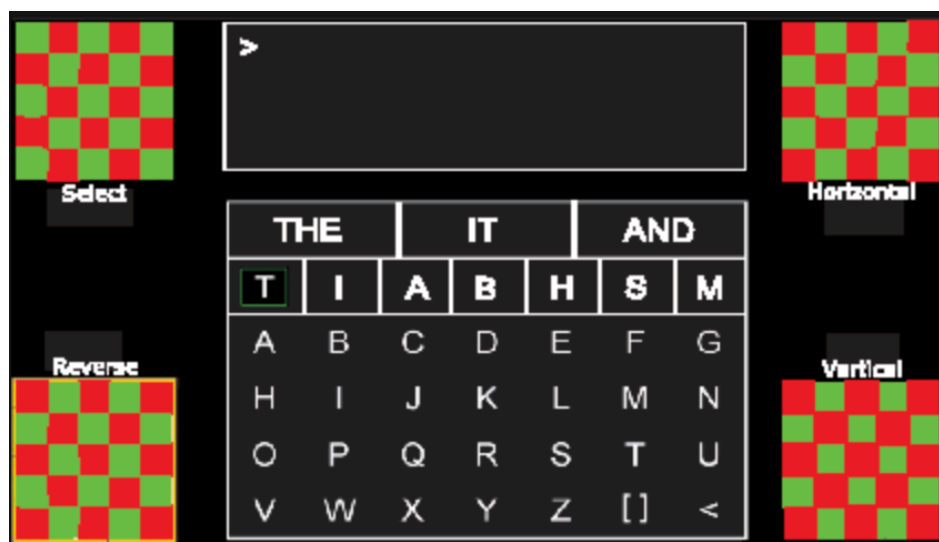 >
Select
Horizontal
THE IT AND
T I A B H S M
A B C D E F G
Reverse
Vertical
H I J K L M N
O P Q R S T U
V W X Y Z [ ] <